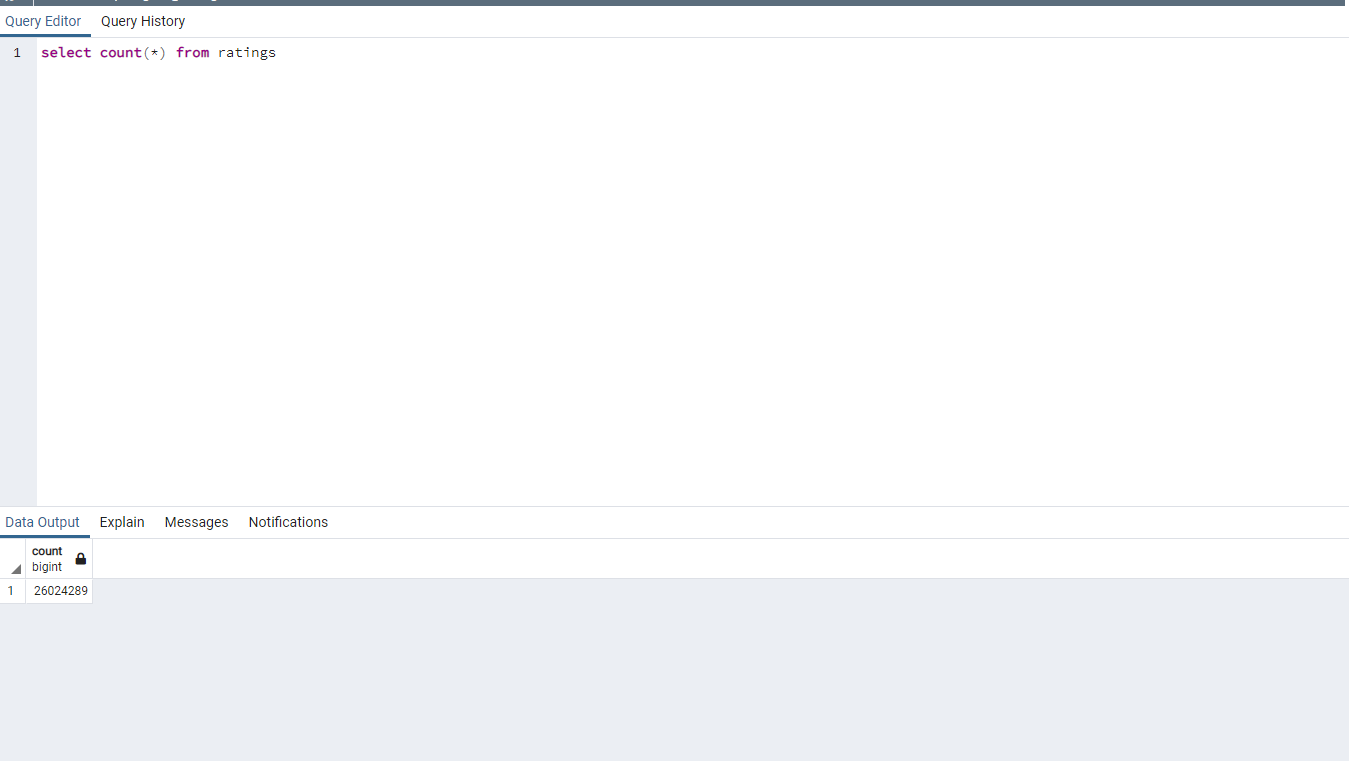 Query Editor Query History
1 select count(*) from ratings
Data Output Explain Messages Notifications
count
bigint
1 26024289